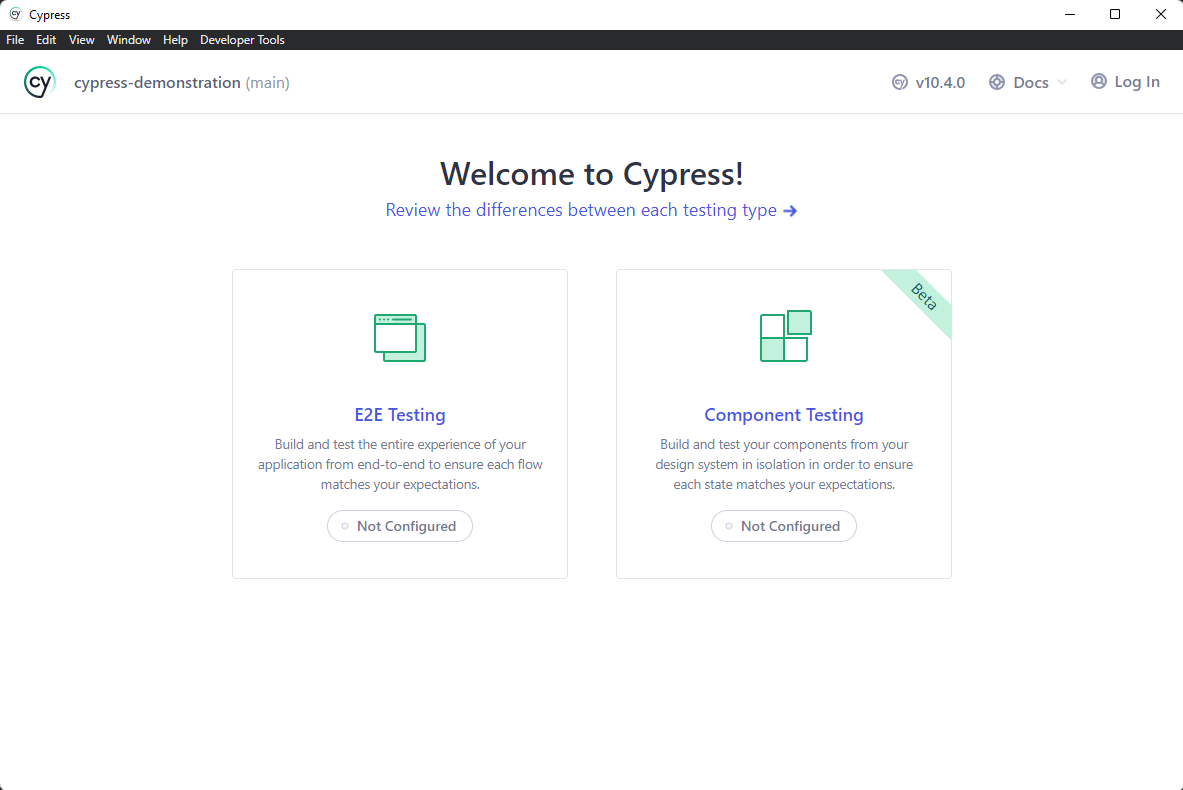 Cypress
File Edit View Window Help Developer Tools
cy cypress-demonstration (main) v10.4.0 Docs Log In
Welcome to Cypress!
Review the differences between each testing type →
Beta
E2E Testing
Build and test the entire experience of your
application from end-to-end to ensure each flow
matches your expectations.
Not Configured
Component Testing
Build and test your components from your
design system in isolation in order to ensure
each state matches your expectations.
Not Configured